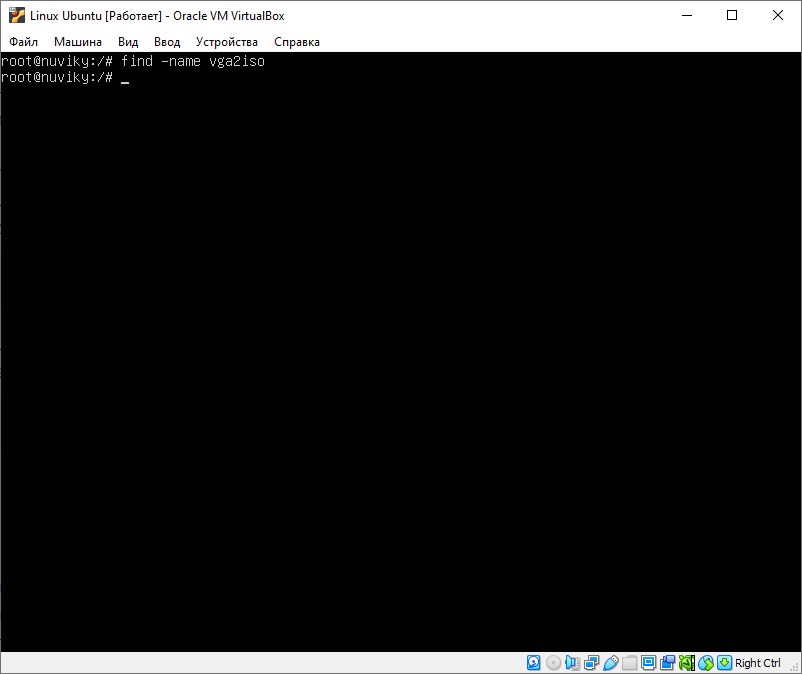 Linux Ubuntu [Работает] - Oracle VM VirtualBox
Файл Машина Вид Ввод Устройства Справка
root@nuviky:/# find -name vga2iso
root@nuviky:/# _
Right Ctrl